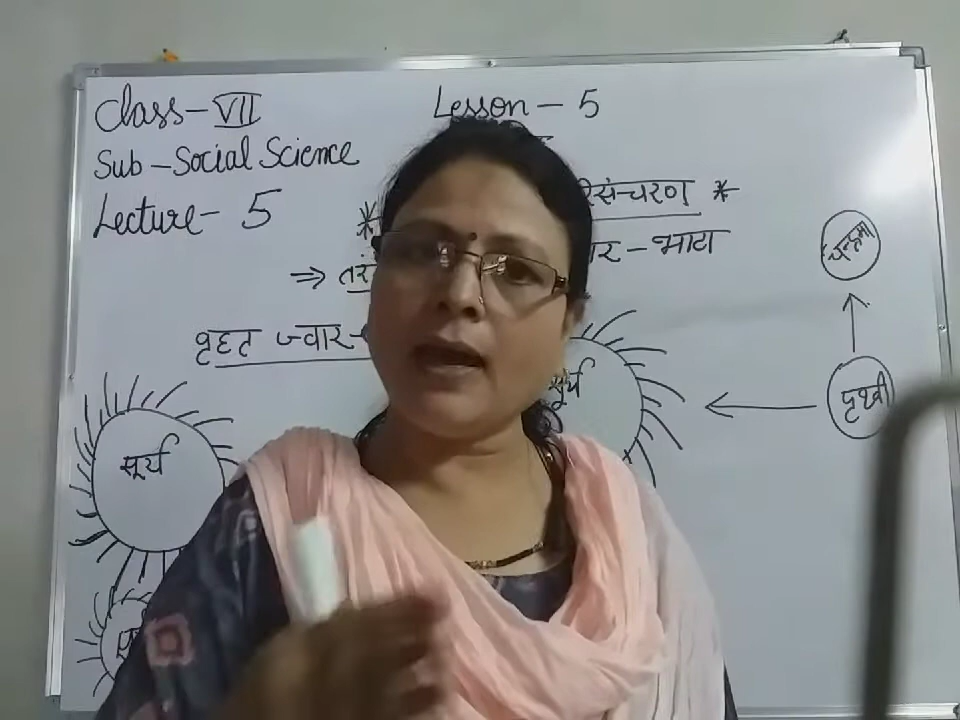 Class - VII
Lesson - 5
Sub - Social Science
Lecture - 5
*
रिसंचरण *
⇒ तरं
ार - भाटा
चन्द्रमा
वृहत ज्वार -
सूर्य
पृथ्वी
सूर्य